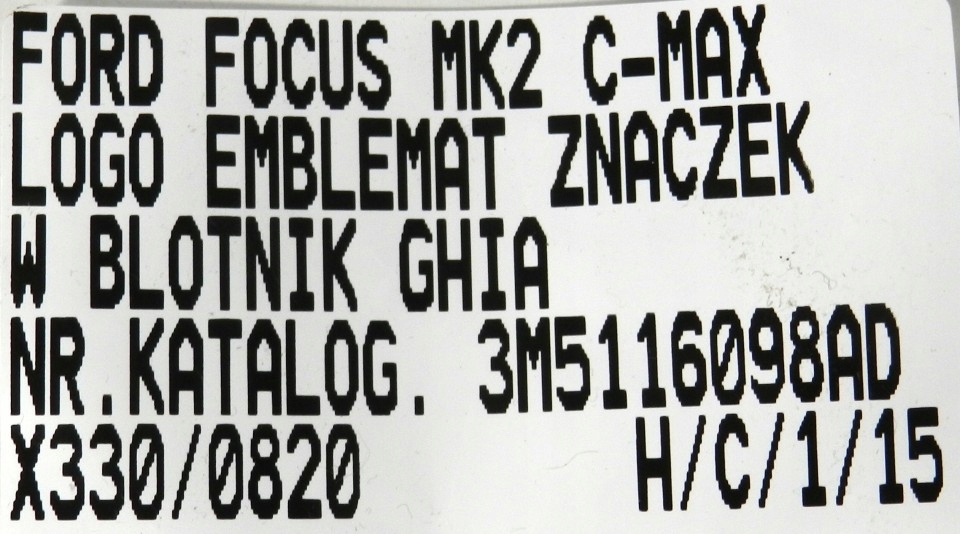 FORD FOCUS MK2 C-MAX
LOGO EMBLEMAT ZNACZEK
W BLOTNIK GHIA
NR.KATALOG. 3M5116098AD
X330/0820 H/C/1/15